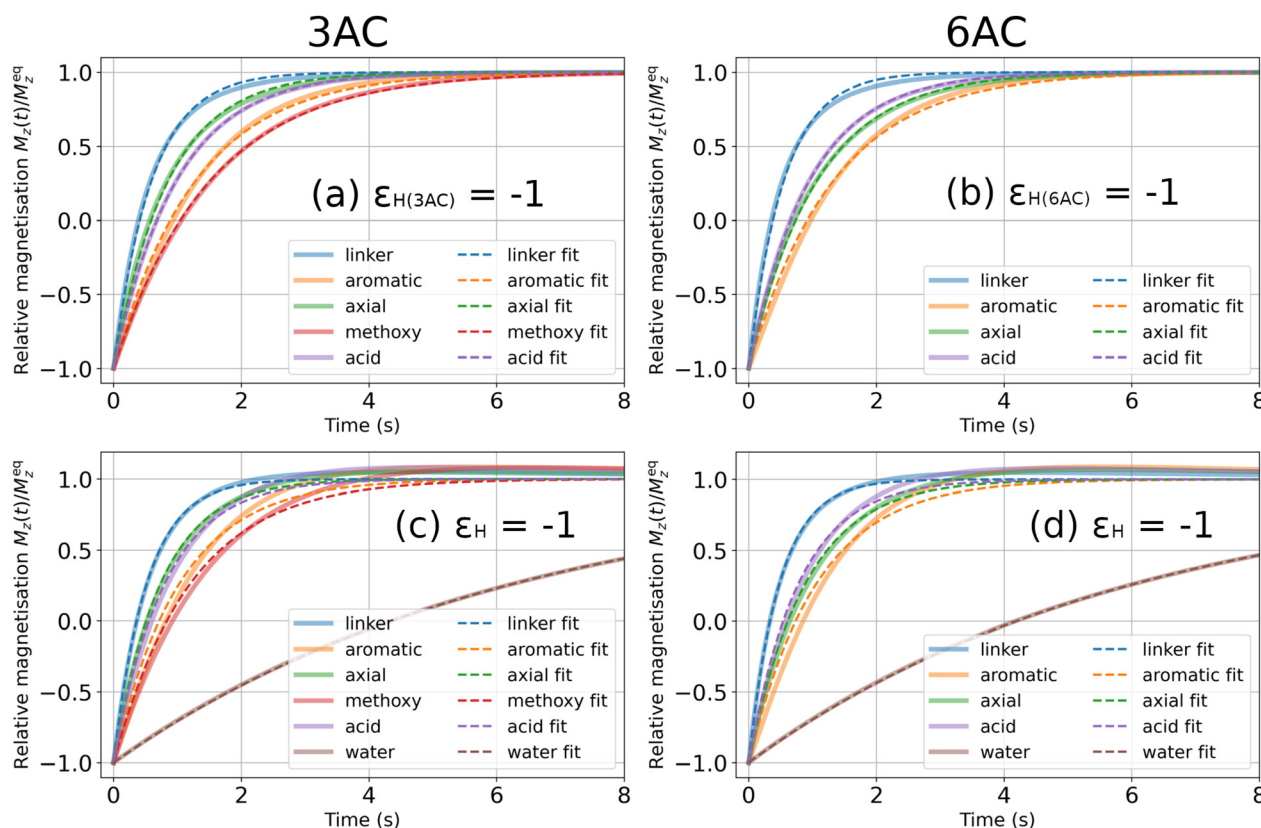 3AC
6AC
Relative magnetisation M_z(t)/M_z^eq
1.0
0.5
0.0
−0.5
−1.0
(a) ε_H(3AC) = -1
linker
linker fit
aromatic
aromatic fit
axial
axial fit
methoxy
methoxy fit
acid
acid fit
0 2 4 6 8
Time (s)
Relative magnetisation M_z(t)/M_z^eq
1.0
0.5
0.0
−0.5
−1.0
(b) ε_H(6AC) = -1
linker
linker fit
aromatic
aromatic fit
axial
axial fit
acid
acid fit
0 2 4 6 8
Time (s)
Relative magnetisation M_z(t)/M_z^eq
1.0
0.5
0.0
−0.5
−1.0
(c) ε_H = -1
linker
linker fit
aromatic
aromatic fit
axial
axial fit
methoxy
methoxy fit
acid
acid fit
water
water fit
0 2 4 6 8
Time (s)
Relative magnetisation M_z(t)/M_z^eq
1.0
0.5
0.0
−0.5
−1.0
(d) ε_H = -1
linker
linker fit
aromatic
aromatic fit
axial
axial fit
acid
acid fit
water
water fit
0 2 4 6 8
Time (s)